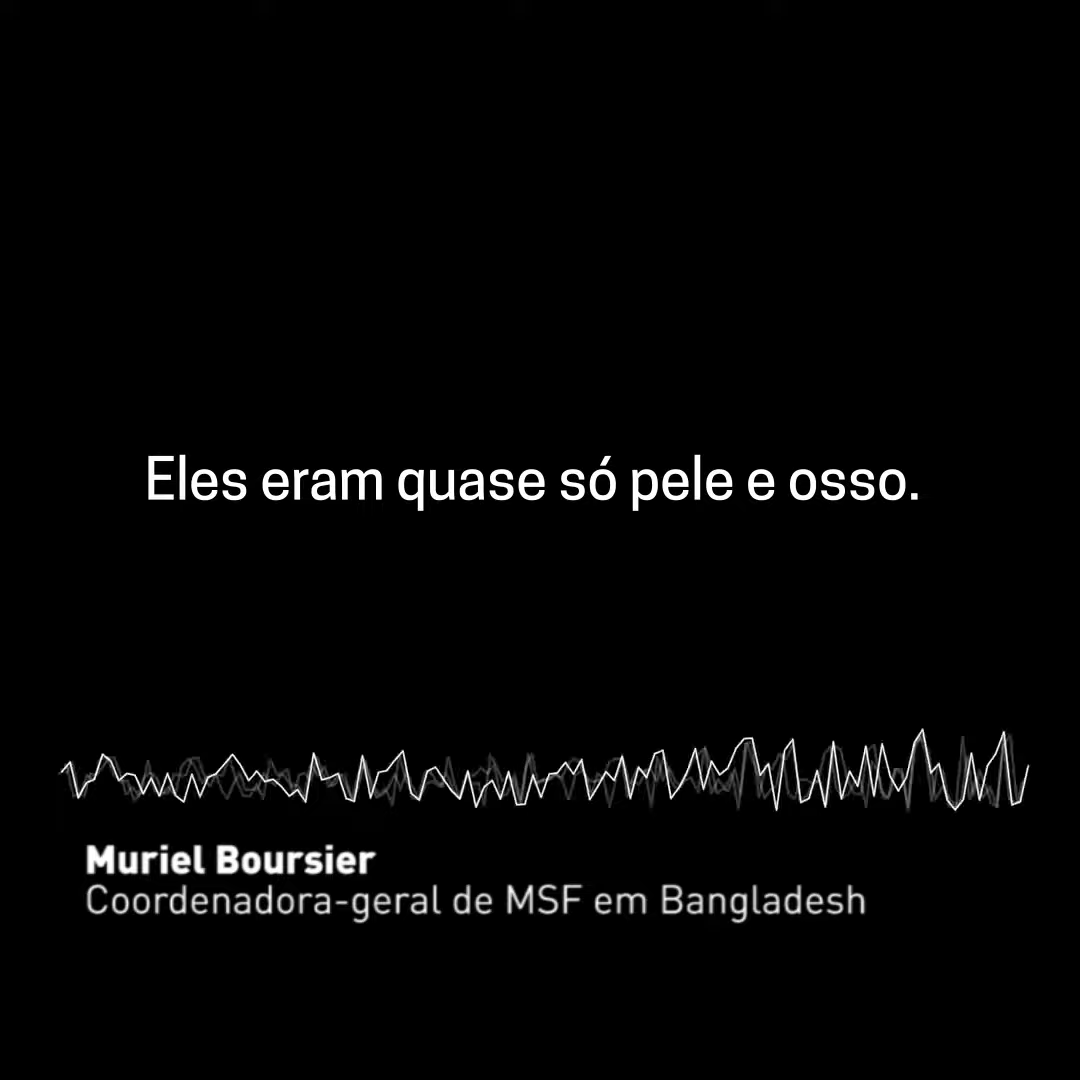 Eles eram quase só pele e osso.
Muriel Boursier
Coordenadora-geral de MSF em Bangladesh